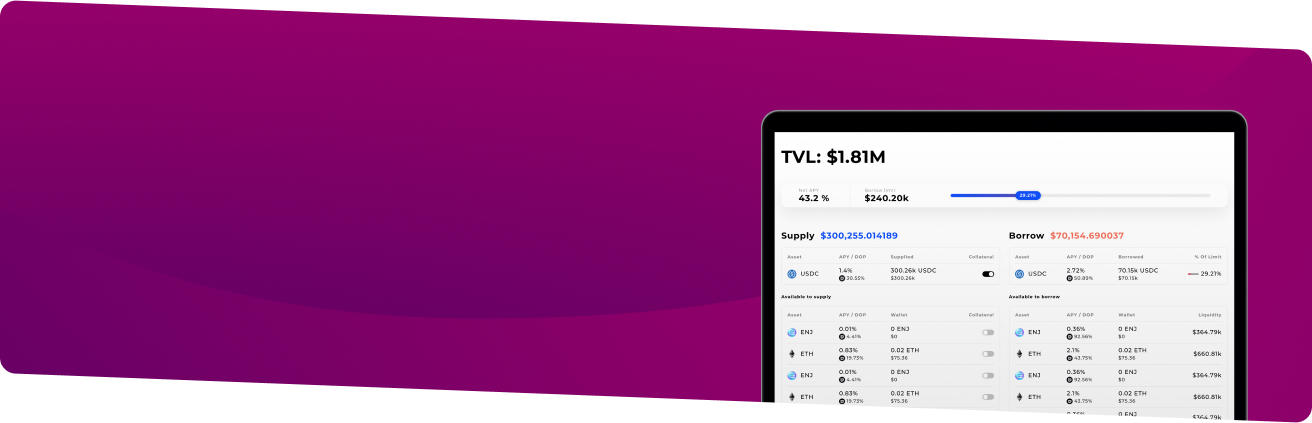 TVL: $1.81M
Net APY
Borrow limit
43.2 %
$240.20k
29.21%
Supply $300,255.014189
Asset APY / DOP Supplied Collateral
USDC 1.4% 300.26k USDC
30.55% $300.26k
Available to supply
Asset APY / DOP Wallet Collateral
ENJ 0.01% 0 ENJ
4.41% $0
ETH 0.83% 0.02 ETH
19.73% $75.36
ENJ 0.01% 0 ENJ
4.41% $0
ETH 0.83% 0.02 ETH
19.73% $75.36
Borrow $70,154.690037
Asset APY / DOP Borrowed % Of Limit
USDC 2.72% 70.15k USDC 29.21%
50.89% $70.15k
Available to borrow
Asset APY / DOP Wallet Liquidity
ENJ 0.36% 0 ENJ $364.79k
92.56% $0
ETH 2.1% 0.02 ETH $660.81k
43.75% $75.36
ENJ 0.36% 0 ENJ $364.79k
92.56% $0
ETH 2.1% 0.02 ETH $660.81k
43.75% $75.36
0 ENJ $364.79k